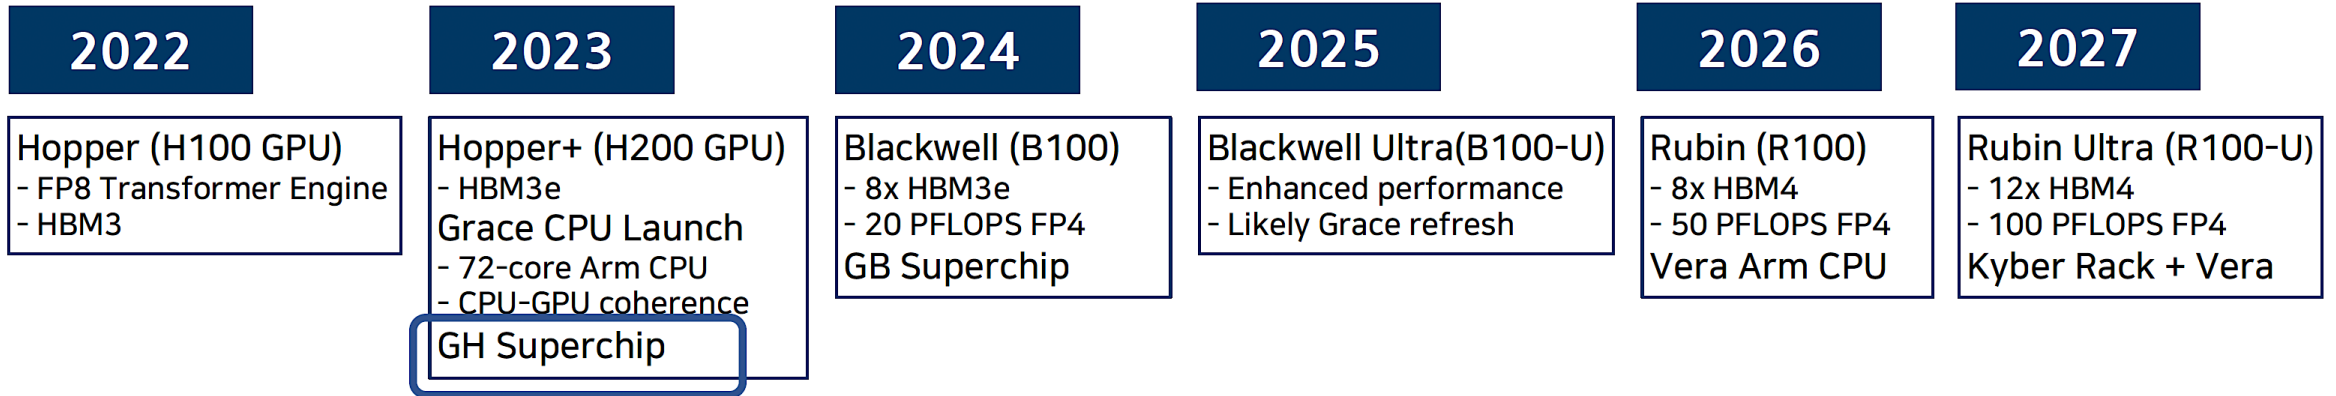 2022
Hopper (H100 GPU)
- FP8 Transformer Engine
- HBM3
2023
Hopper+ (H200 GPU)
- HBM3e
Grace CPU Launch
- 72-core Arm CPU
- CPU-GPU coherence
GH Superchip
2024
Blackwell (B100)
- 8x HBM3e
- 20 PFLOPS FP4
GB Superchip
2025
Blackwell Ultra(B100-U)
- Enhanced performance
- Likely Grace refresh
2026
Rubin (R100)
- 8x HBM4
- 50 PFLOPS FP4
Vera Arm CPU
2027
Rubin Ultra (R100-U)
- 12x HBM4
- 100 PFLOPS FP4
Kyber Rack + Vera